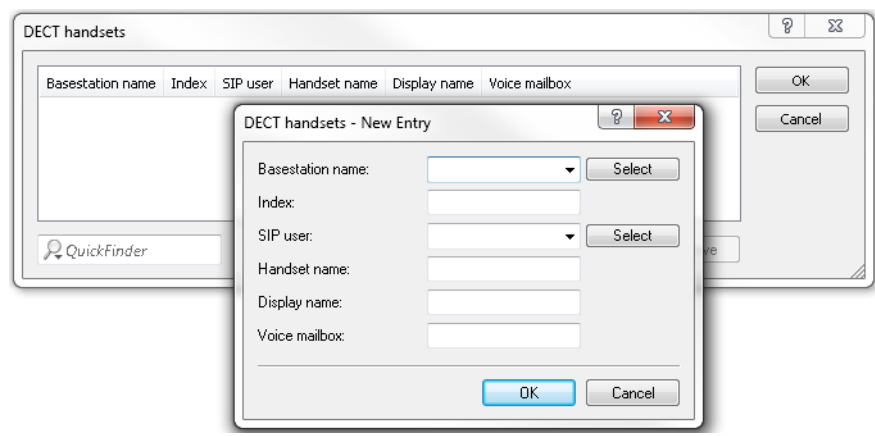 DECT handsets
Basestation name Index SIP user Handset name Display name Voice mailbox
OK
Cancel
QuickFinder
DECT handsets - New Entry
Basestation name: Select
Index:
SIP user: Select
Handset name:
Display name:
Voice mailbox:
OK Cancel